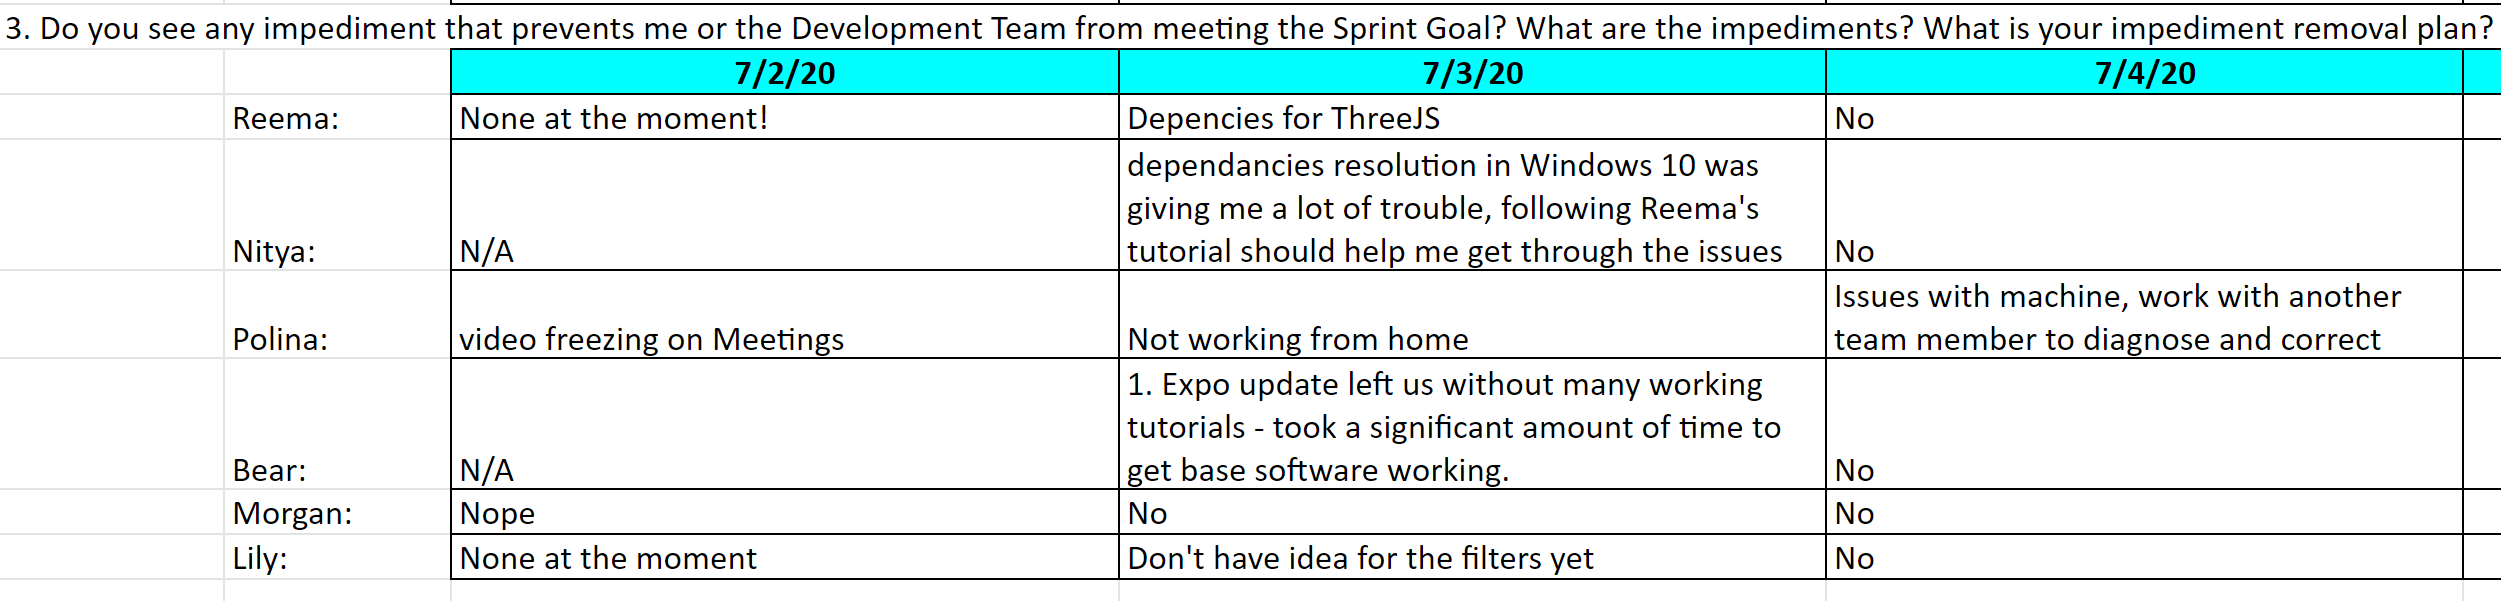 3. Do you see any impediment that prevents me or the Development Team from meeting the Sprint Goal? What are the impediments? What is your impediment removal plan?
7/2/20 7/3/20 7/4/20
Reema: None at the moment! Depencies for ThreeJS No
dependancies resolution in Windows 10 was
giving me a lot of trouble, following Reema's
Nitya: N/A tutorial should help me get through the issues No
Issues with machine, work with another
Polina: video freezing on Meetings Not working from home team member to diagnose and correct
1. Expo update left us without many working
tutorials - took a significant amount of time to
Bear: N/A get base software working. No
Morgan: Nope No No
Lily: None at the moment Don't have idea for the filters yet No